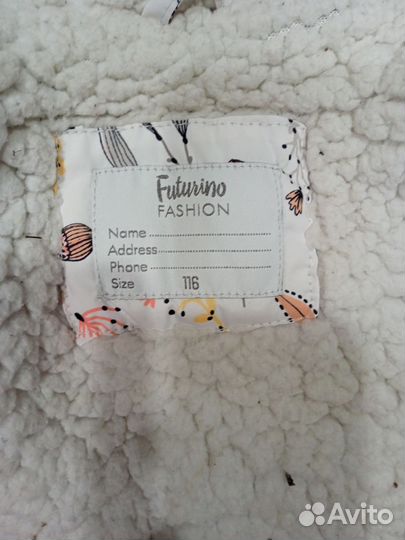 Futurino
FASHION
Name
Address
Phone
Size 116
Avito